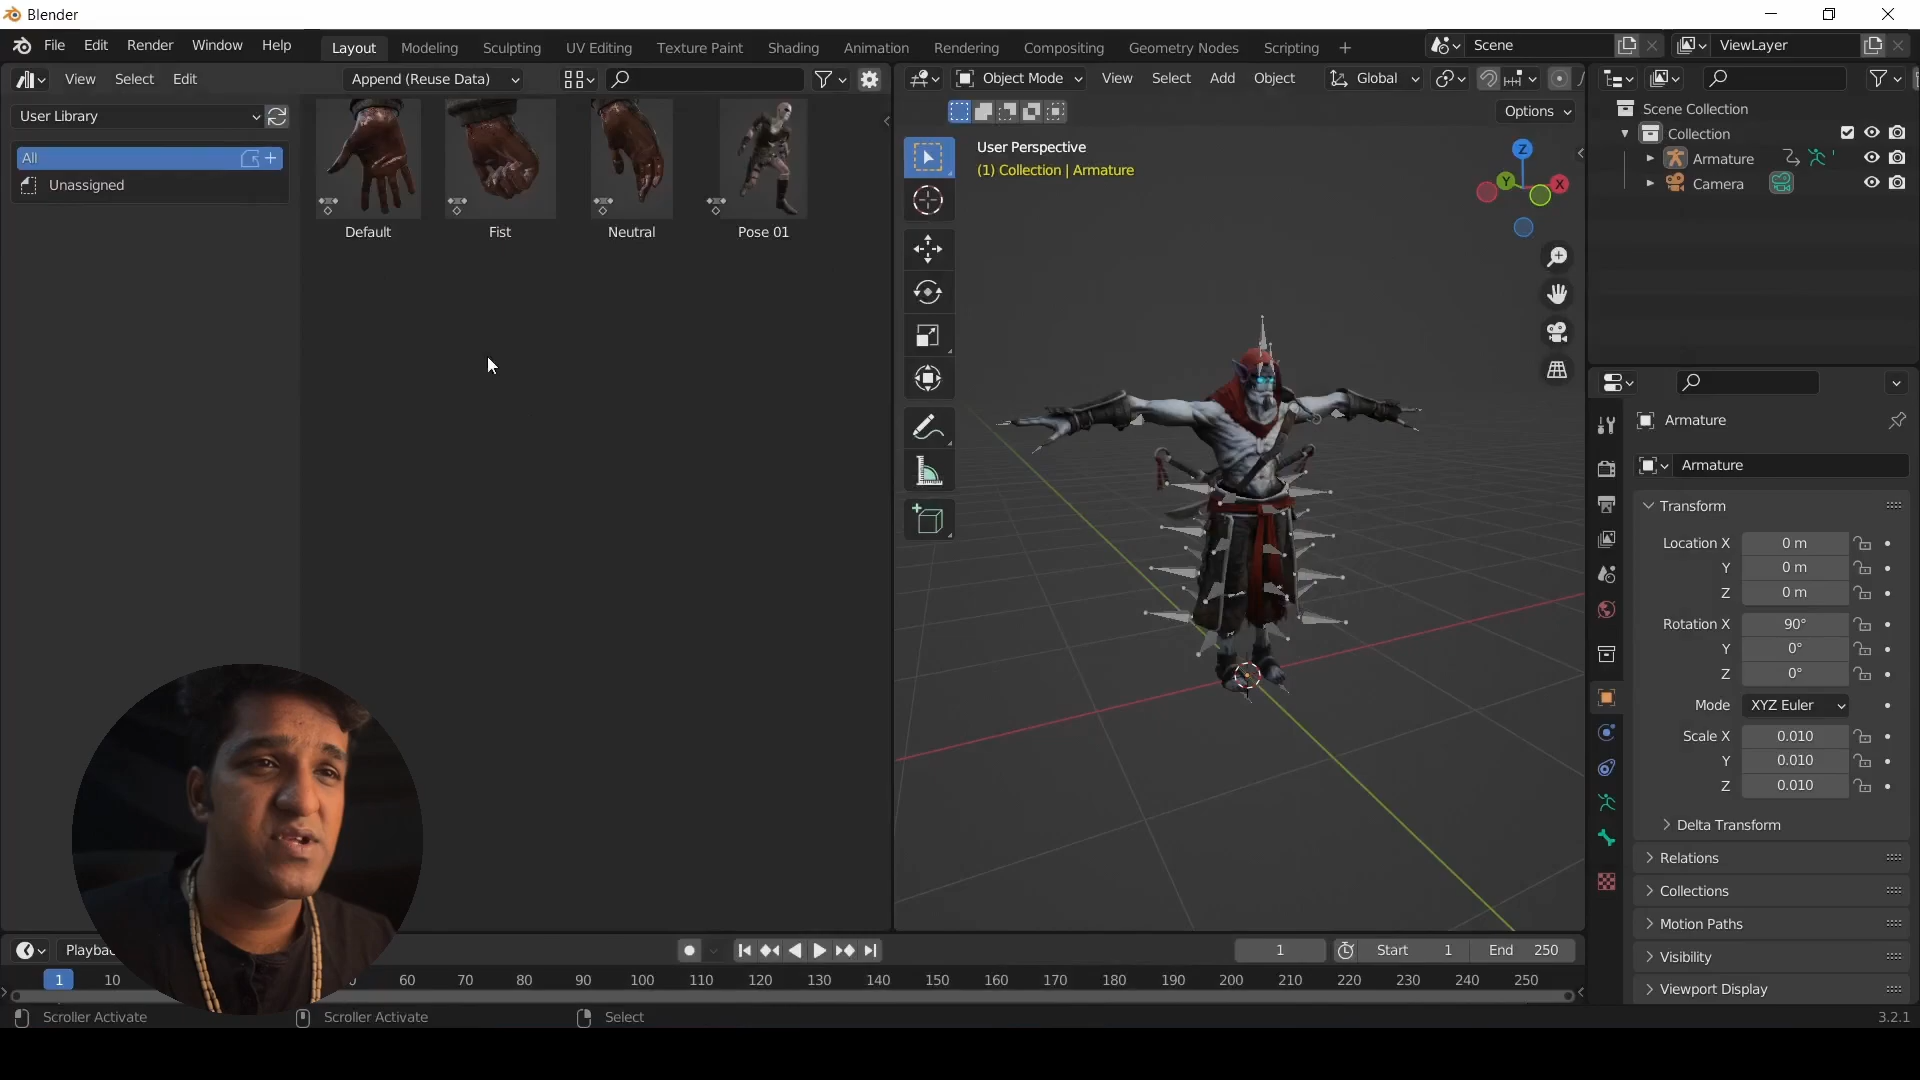 Blender
File Edit Render Window Help Layout Modeling Sculpting UV Editing Texture Paint Shading Animation Rendering Compositing Geometry Nodes Scripting + Scene ViewLayer
View Select Edit Append (Reuse Data)
User Library
All
Unassigned
Default Fist Neutral Pose 01
Object Mode View Select Add Object Global
Options
User Perspective
(1) Collection | Armature
Z
Y
X
Scene Collection
Collection
Armature
Camera
Armature
Armature
Transform
Location X 0 m
Y 0 m
Z 0 m
Rotation X 90°
Y 0°
Z 0°
Mode XYZ Euler
Scale X 0.010
Y 0.010
Z 0.010
Delta Transform
Relations
Collections
Motion Paths
Visibility
Viewport Display
1 Start 1 End 250
1 10 60 70 80 90 100 110 120 130 140 150 160 170 180 190 200 210 220 230 240 250
Scroller Activate Scroller Activate Select 3.2.1